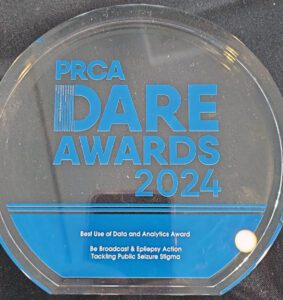 PRCA
DARE
AWARDS
2024
Best Use of Data and Analytics Award
Be Broadcast & Epilepsy Action
Tackling Public Seizure Stigma